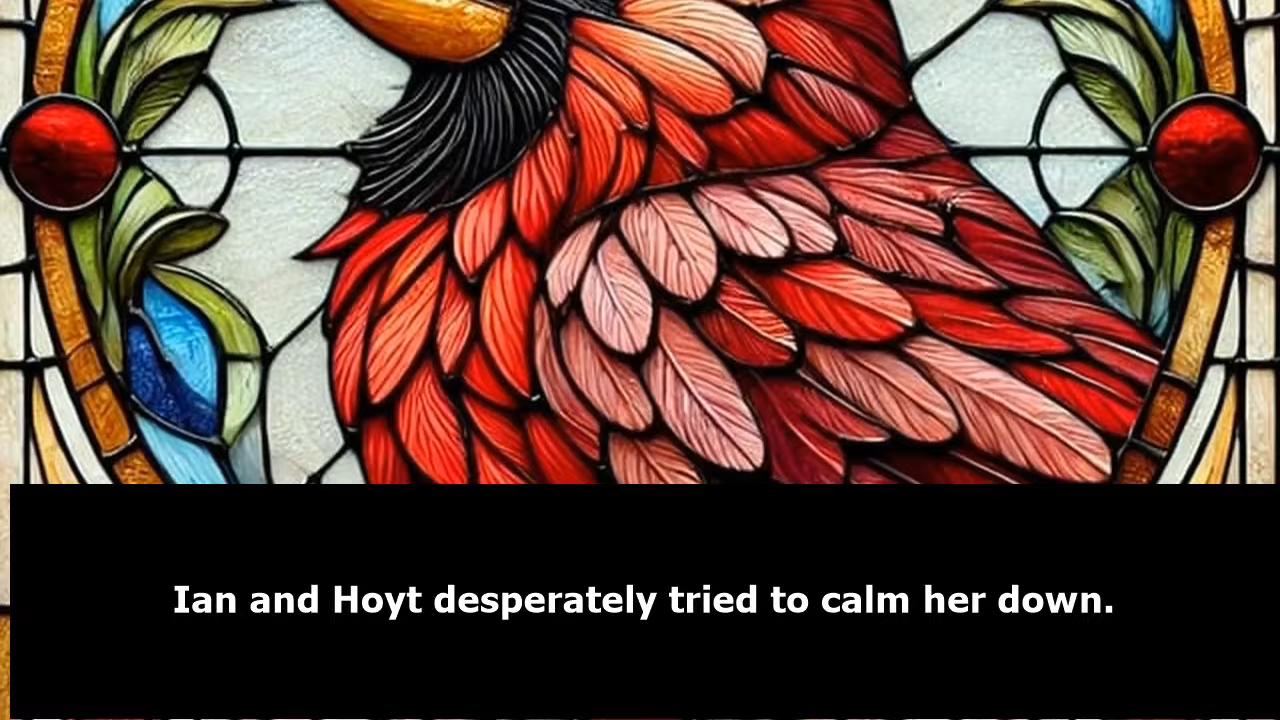 Ian and Hoyt desperately tried to calm her down.